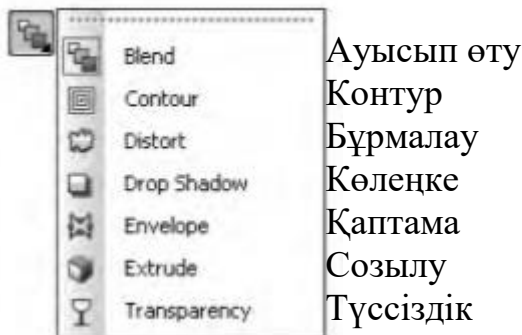 Blend Ауысып өту
Contour Контур
Distort Бұрмалау
Drop Shadow Көлеңке
Envelope Қаптама
Extrude Созылу
Transparency Түссіздік